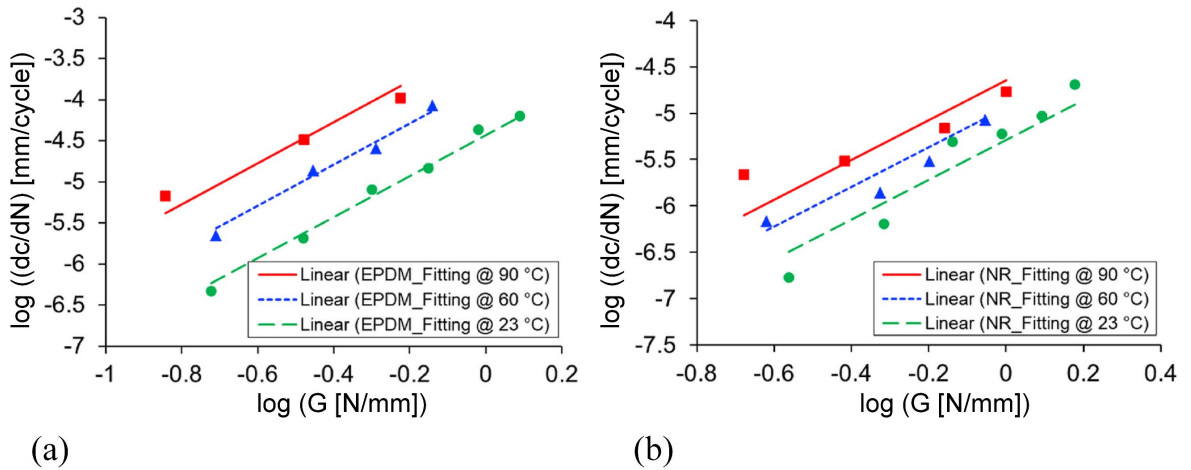 log ((dc/dN) [mm/cycle])
-3
-3.5
-4
-4.5
-5
-5.5
-6
-6.5
-7
Linear (EPDM_Fitting @ 90 °C)
Linear (EPDM_Fitting @ 60 °C)
Linear (EPDM_Fitting @ 23 °C)
-1 -0.8 -0.6 -0.4 -0.2 0 0.2
log (G [N/mm])
(a)
log ((dc/dN) [mm/cycle])
-4
-4.5
-5
-5.5
-6
-6.5
-7
-7.5
Linear (NR_Fitting @ 90 °C)
Linear (NR_Fitting @ 60 °C)
Linear (NR_Fitting @ 23 °C)
-0.8 -0.6 -0.4 -0.2 0 0.2 0.4
log (G [N/mm])
(b)